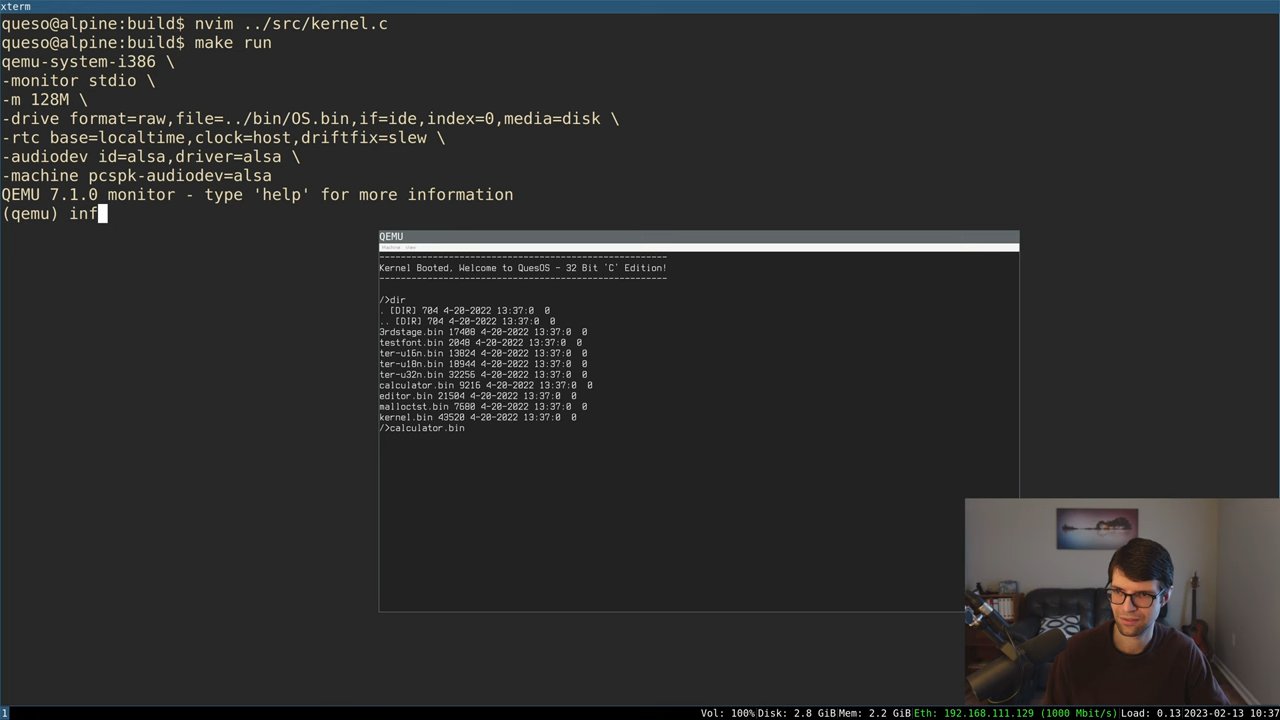 xterm
queso@alpine:build$ nvim ../src/kernel.c
queso@alpine:build$ make run
qemu-system-i386 \
-monitor stdio \
-m 128M \
-drive format=raw,file=../bin/OS.bin,if=ide,index=0,media=disk \
-rtc base=localtime,clock=host,driftfix=slew \
-audiodev id=alsa,driver=alsa \
-machine pcspk-audiodev=alsa
QEMU 7.1.0 monitor - type 'help' for more information
(qemu) inf
QEMU
Machine View
------------------------------------------------------
Kernel Booted, Welcome to QuesOS - 32 Bit 'C' Edition!
------------------------------------------------------
/>dir
. [DIR] 704 4-20-2022 13:37:0  0
.. [DIR] 704 4-20-2022 13:37:0  0
3rdstage.bin 17408 4-20-2022 13:37:0  0
testfont.bin 2048 4-20-2022 13:37:0  0
ter-u16n.bin 13824 4-20-2022 13:37:0  0
ter-u18n.bin 18944 4-20-2022 13:37:0  0
ter-u32n.bin 32256 4-20-2022 13:37:0  0
calculator.bin 9216 4-20-2022 13:37:0  0
editor.bin 21504 4-20-2022 13:37:0  0
malloctst.bin 7680 4-20-2022 13:37:0  0
kernel.bin 43520 4-20-2022 13:37:0  0
/>calculator.bin
1 Vol: 100% Disk: 2.8 GiB Mem: 2.2 GiB Eth: 192.168.111.129 (1000 Mbit/s) Load: 0.13 2023-02-13 10:37